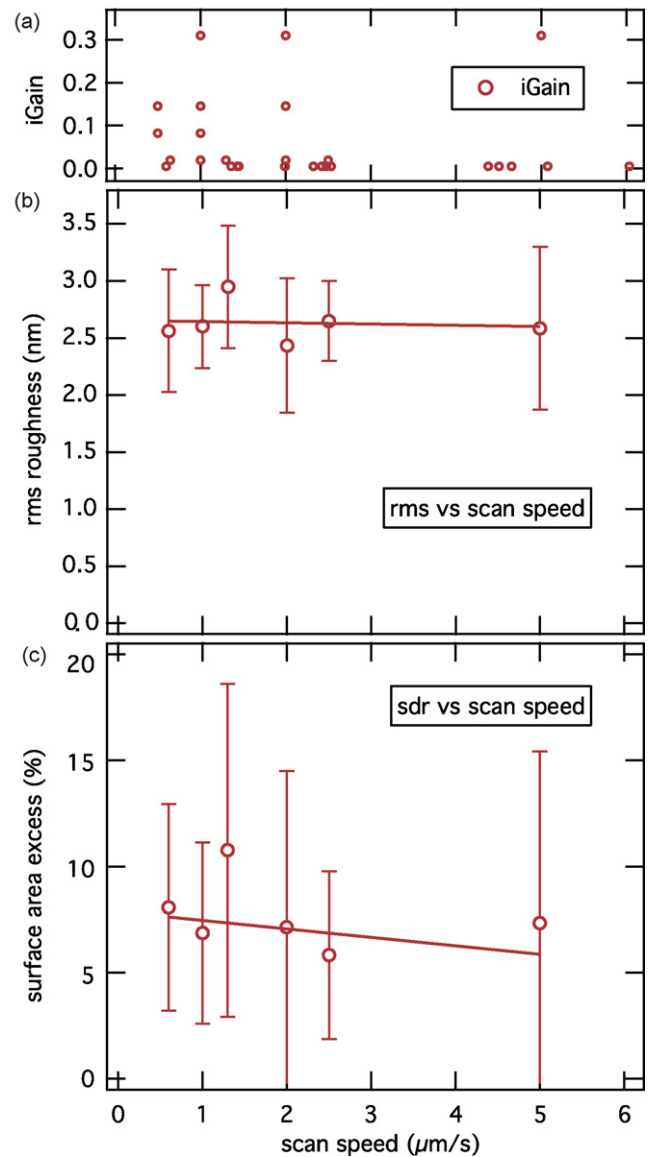 (a)
0.3
0.2
0.1
0.0
iGain
iGain
(b)
3.5
3.0
2.5
2.0
1.5
1.0
0.5
0.0
rms roughness (nm)
rms vs scan speed
(c)
20
15
10
5
0
surface area excess (%)
sdr vs scan speed
0 1 2 3 4 5 6
scan speed (µm/s)